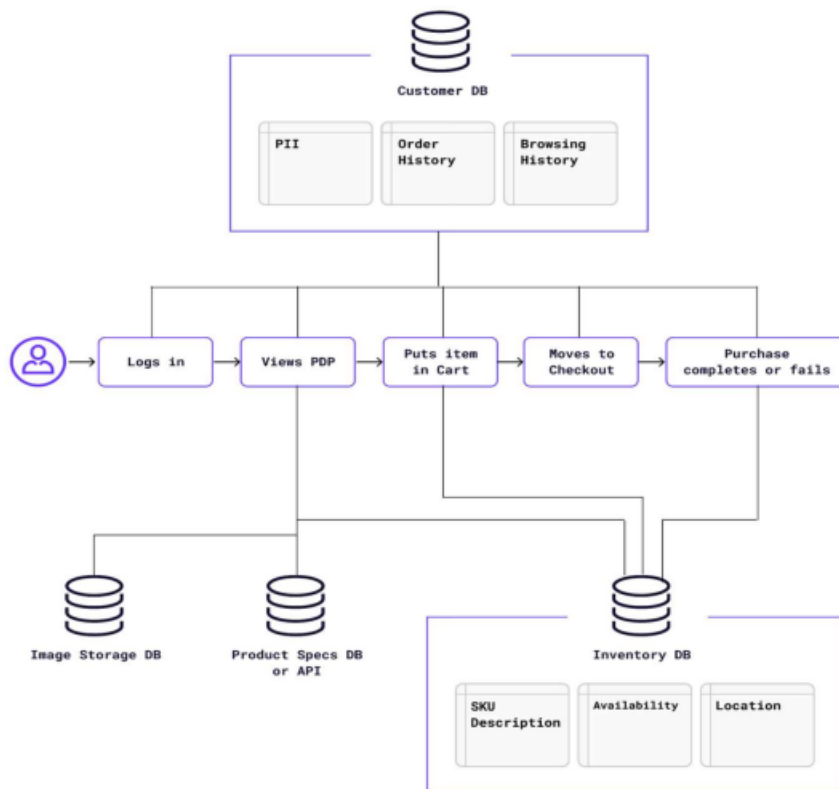 Customer DB
PII
Order
History
Browsing
History
Logs in
Views PDP
Puts item
in Cart
Moves to
Checkout
Purchase
completes or fails
Image Storage DB
Product Specs DB
or API
Inventory DB
SKU
Description
Availability
Location